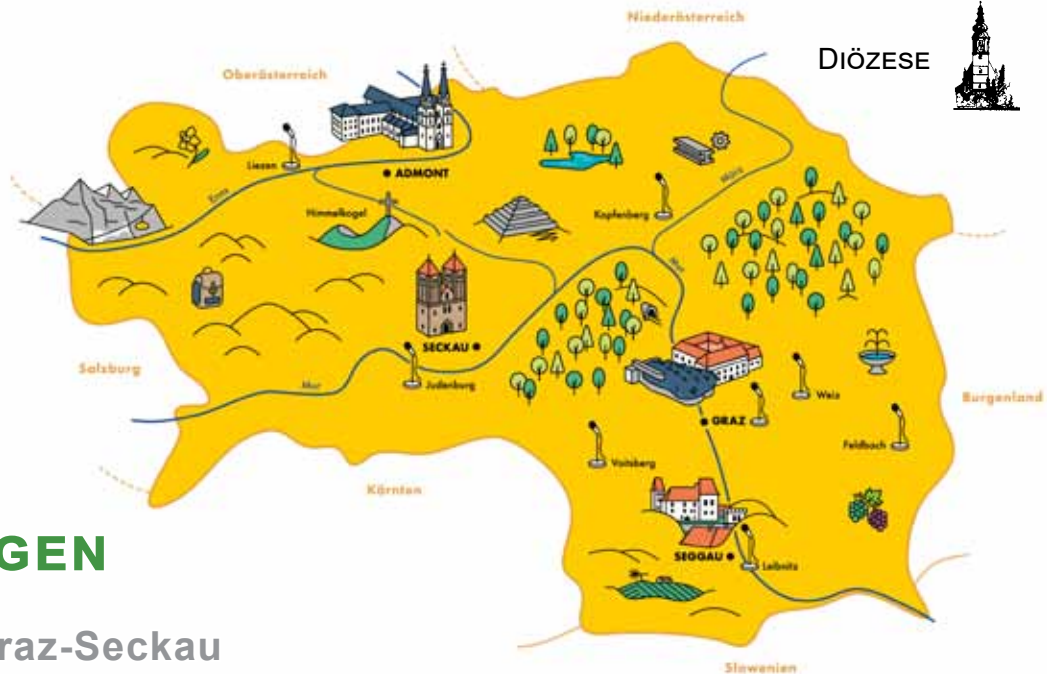 Niederösterreich
DIÖZESE
Oberösterreich
Liezen
ADMONT
Enns
Himmelkogel
Kapfenberg
Mürz
Mur
SECKAU
Salzburg
Mur
Judenburg
Weiz
Burgenland
GRAZ
Feldbach
Voitsberg
Kärnten
SEGGAU
Leibnitz
GEN
raz-Seckau
Slowenien